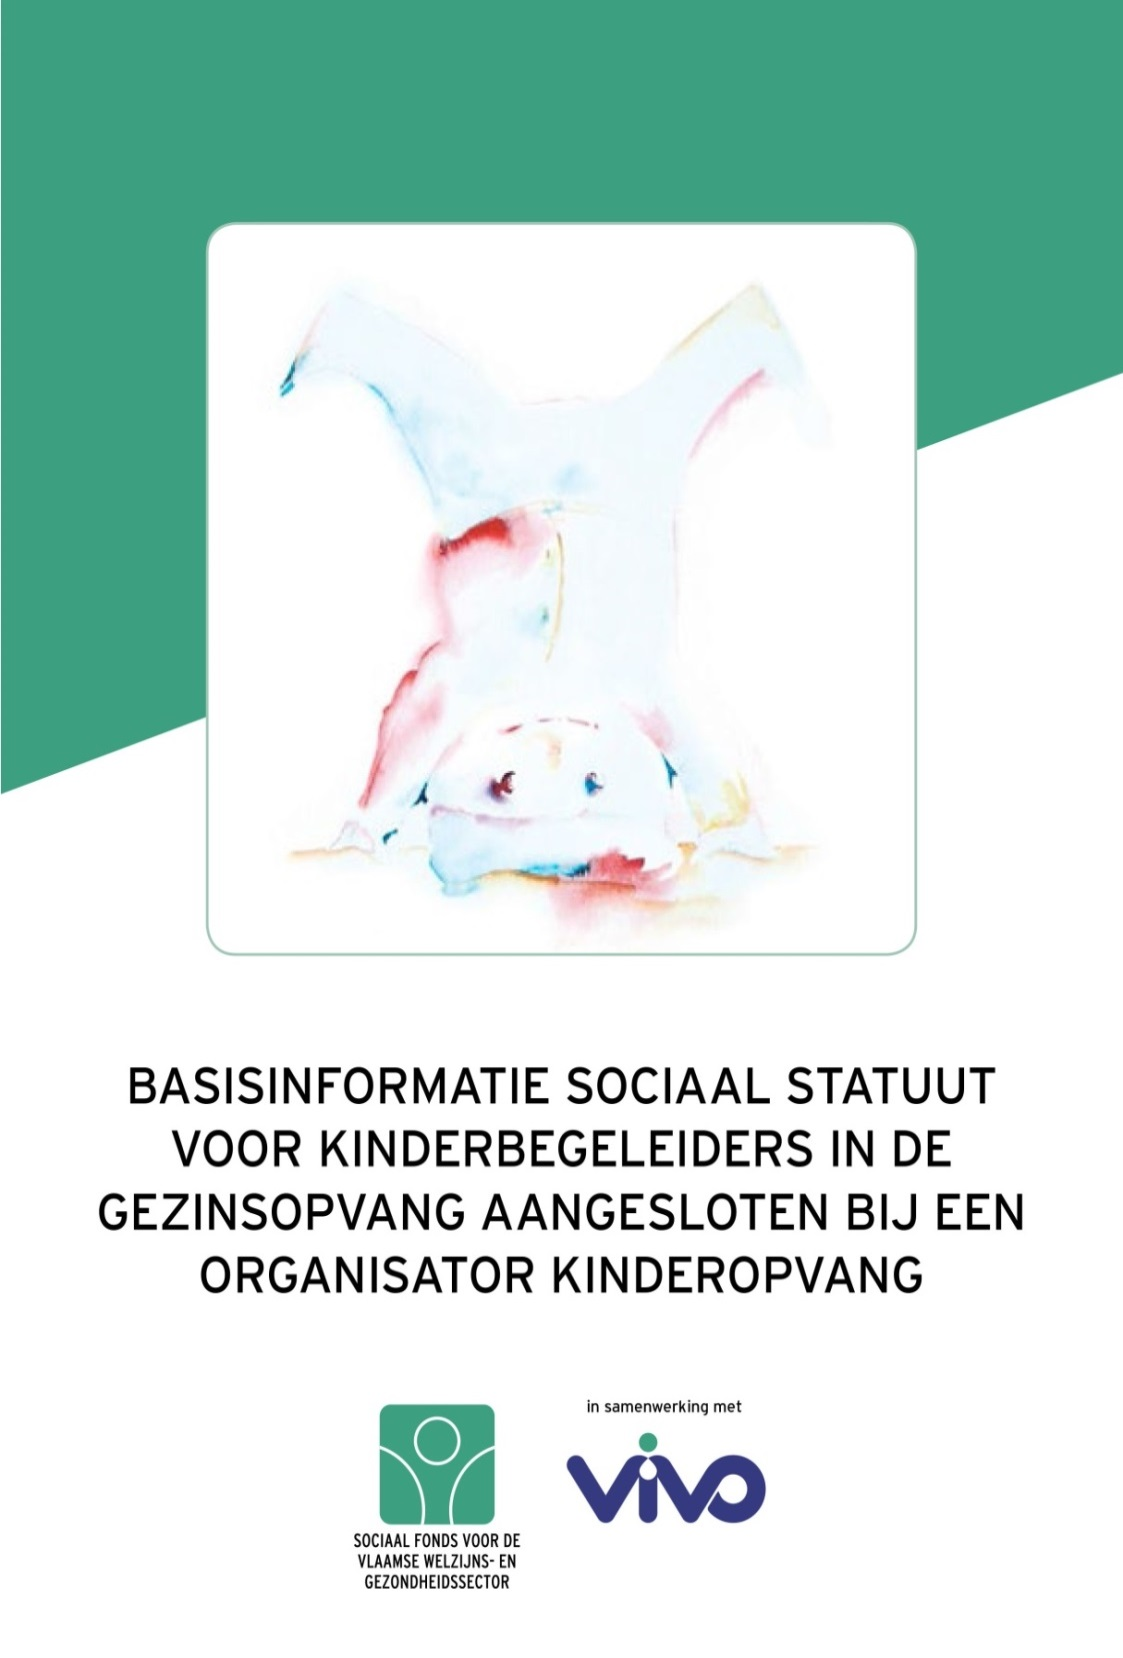 BASISINFORMATIE SOCIAAL STATUUT
VOOR KINDERBEGELEIDERS IN DE
GEZINSOPVANG AANGESLOTEN BIJ EEN
ORGANISATOR KINDEROPVANG
SOCIAAL FONDS VOOR DE
VLAAMSE WELZIJNS- EN
GEZONDHEIDSSECTOR
in samenwerking met
vivo